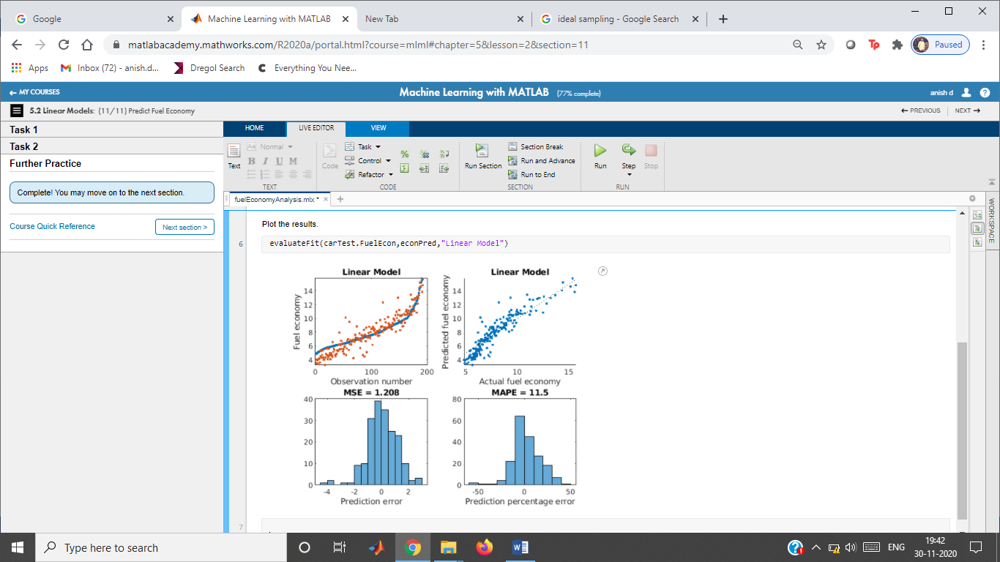 Google
Machine Learning with MATLAB
New Tab
ideal sampling - Google Search
matlabacademy.mathworks.com/R2020a/portal.html?course=mlml#chapter=5&lesson=2&section=11
Tp
Paused
Apps
Inbox (72) - anish.d...
Dregol Search
Everything You Nee...
← MY COURSES
Machine Learning with MATLAB (77% complete)
anish d
?
5.2 Linear Models: (11/11) Predict Fuel Economy
← PREVIOUS
NEXT →
Task 1
Task 2
Further Practice
Complete! You may move on to the next section.
Course Quick Reference
Next section >
HOME
LIVE EDITOR
VIEW
Text
Aa Normal
B I U M
TEXT
Code
Task
Control
Refactor
CODE
Run Section
Section Break
Run and Advance
Run to End
SECTION
Run
Step
Stop
RUN
fuelEconomyAnalysis.mlx *
WORKSPACE
Plot the results.
6
evaluateFit(carTest.FuelEcon,econPred,"Linear Model")
Linear Model
Fuel economy
14
12
10
8
6
4
0 100 200
Observation number
Linear Model
Predicted fuel economy
14
12
10
8
6
4
5 10 15
Actual fuel economy
MSE = 1.208
40
30
20
10
0
-4 -2 0 2
Prediction error
MAPE = 11.5
80
60
40
20
0
-50 0 50
Prediction percentage error
7
Type here to search
ENG
19:42
30-11-2020